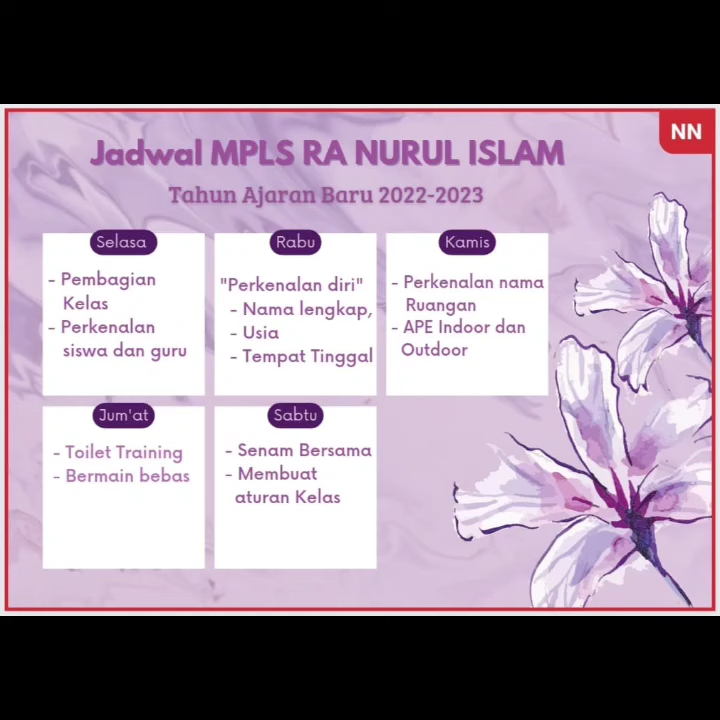 NN
Jadwal MPLS RA NURUL ISLAM
Tahun Ajaran Baru 2022-2023
Selasa
- Pembagian
Kelas
- Perkenalan
siswa dan guru
Rabu
"Perkenalan diri"
- Nama lengkap,
- Usia
- Tempat Tinggal
Kamis
- Perkenalan nama
Ruangan
- APE Indoor dan
Outdoor
Jum'at
- Toilet Training
- Bermain bebas
Sabtu
- Senam Bersama
- Membuat
aturan Kelas